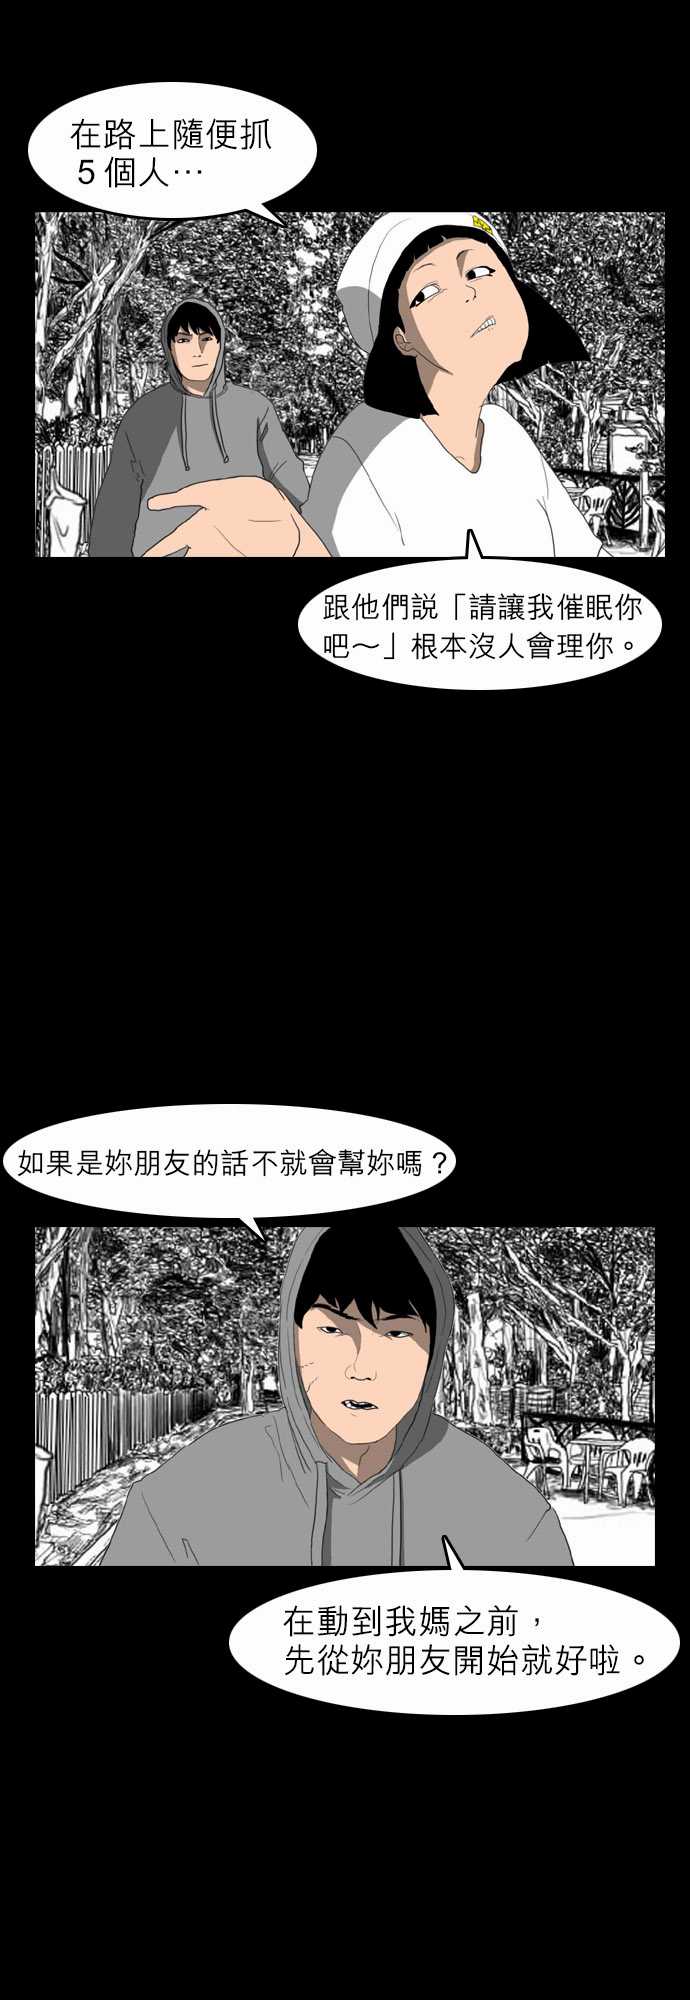 在路上隨便抓
5個人…
跟他們説「請讓我催眠你
吧～」根本沒人會理你。
如果是妳朋友的話不就會幫妳嗎？
在動到我媽之前，
先從妳朋友開始就好啦。